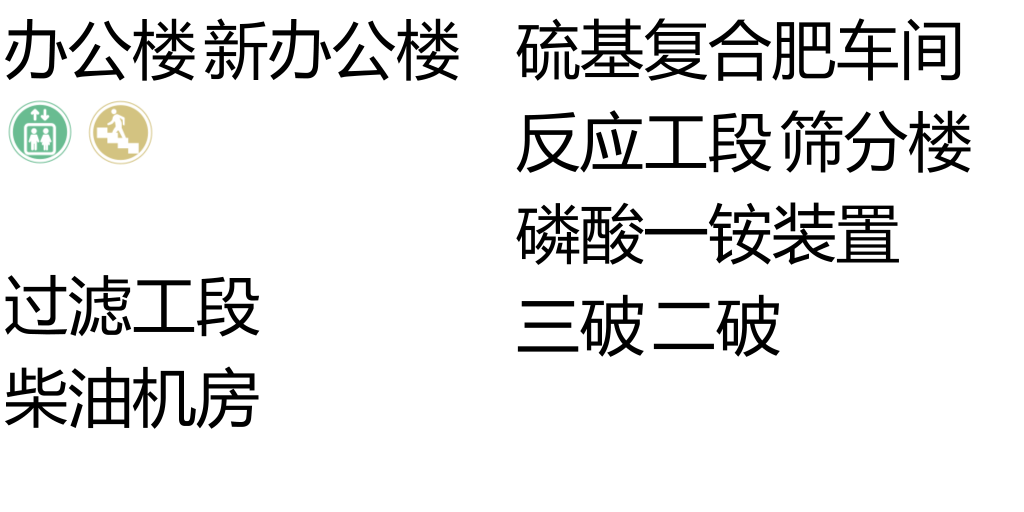 办公楼 新办公楼
过滤工段
柴油机房
硫基复合肥车间
反应工段 筛分楼
磷酸一铵装置
三破 二破